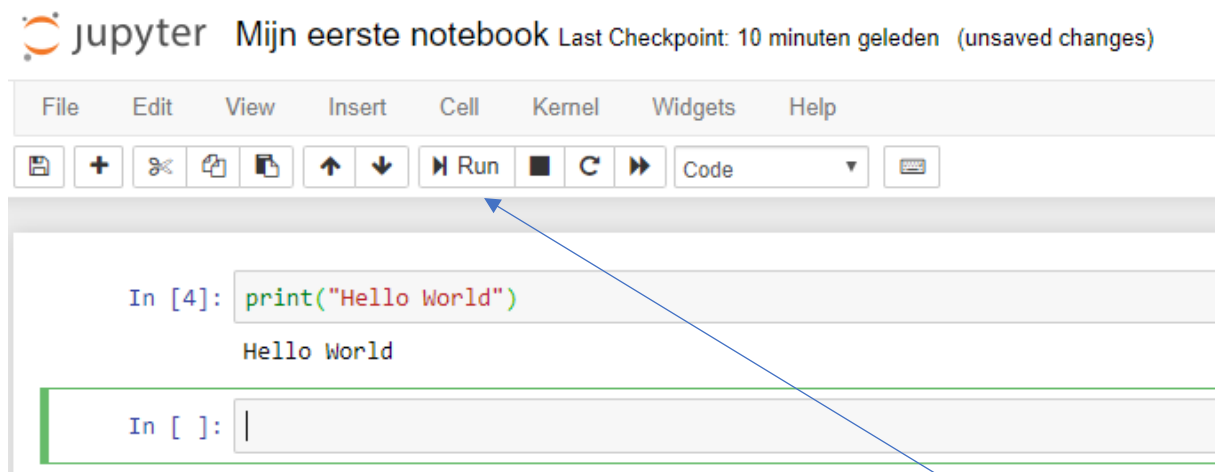 jupyter Mijn eerste notebook Last Checkpoint: 10 minuten geleden (unsaved changes)
File Edit View Insert Cell Kernel Widgets Help
Run Code
In [4]: print("Hello World")
Hello World
In [ ]: